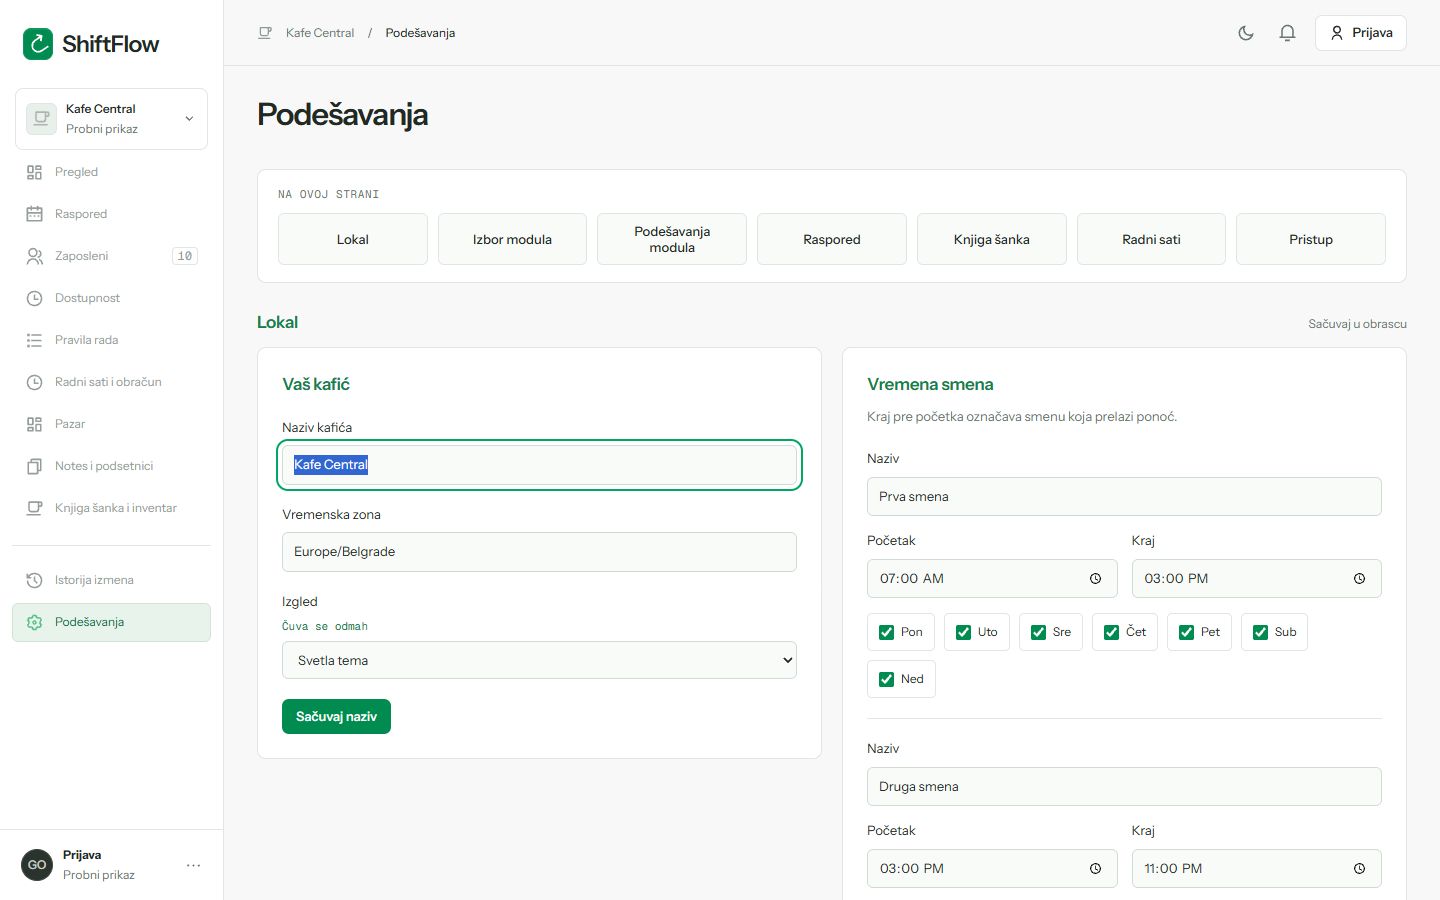 ShiftFlow
Kafe Central
Probni prikaz
Pregled
Raspored
Zaposleni 10
Dostupnost
Pravila rada
Radni sati i obračun
Pazar
Notes i podsetnici
Knjiga šanka i inventar
Istorija izmena
Podešavanja
GO
Prijava
Probni prikaz
...
Kafe Central / Podešavanja
Prijava
Podešavanja
NA OVOJ STRANI
Lokal
Izbor modula
Podešavanja
modula
Raspored
Knjiga šanka
Radni sati
Pristup
Lokal
Sačuvaj u obrascu
Vaš kafić
Naziv kafića
Kafe Central
Vremenska zona
Europe/Belgrade
Izgled
Čuva se odmah
Svetla tema
Sačuvaj naziv
Vremena smena
Kraj pre početka označava smenu koja prelazi ponoć.
Naziv
Prva smena
Početak Kraj
07:00 AM 03:00 PM
Pon Uto Sre Čet Pet Sub
Ned
Naziv
Druga smena
Početak Kraj
03:00 PM 11:00 PM